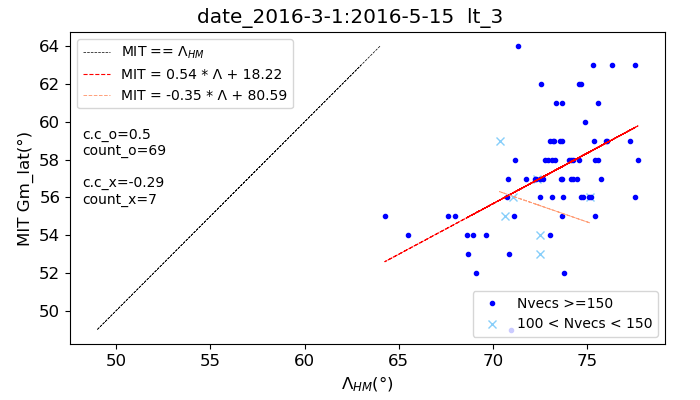 date_2016-3-1:2016-5-15 lt_3
MIT == Λ_HM
MIT = 0.54 * Λ + 18.22
MIT = -0.35 * Λ + 80.59
c.c_o=0.5
count_o=69
c.c_x=-0.29
count_x=7
MIT Gm_lat(°)
64
62
60
58
56
54
52
50
Nvecs >=150
100 < Nvecs < 150
50 55 60 65 70 75
Λ_HM(°)